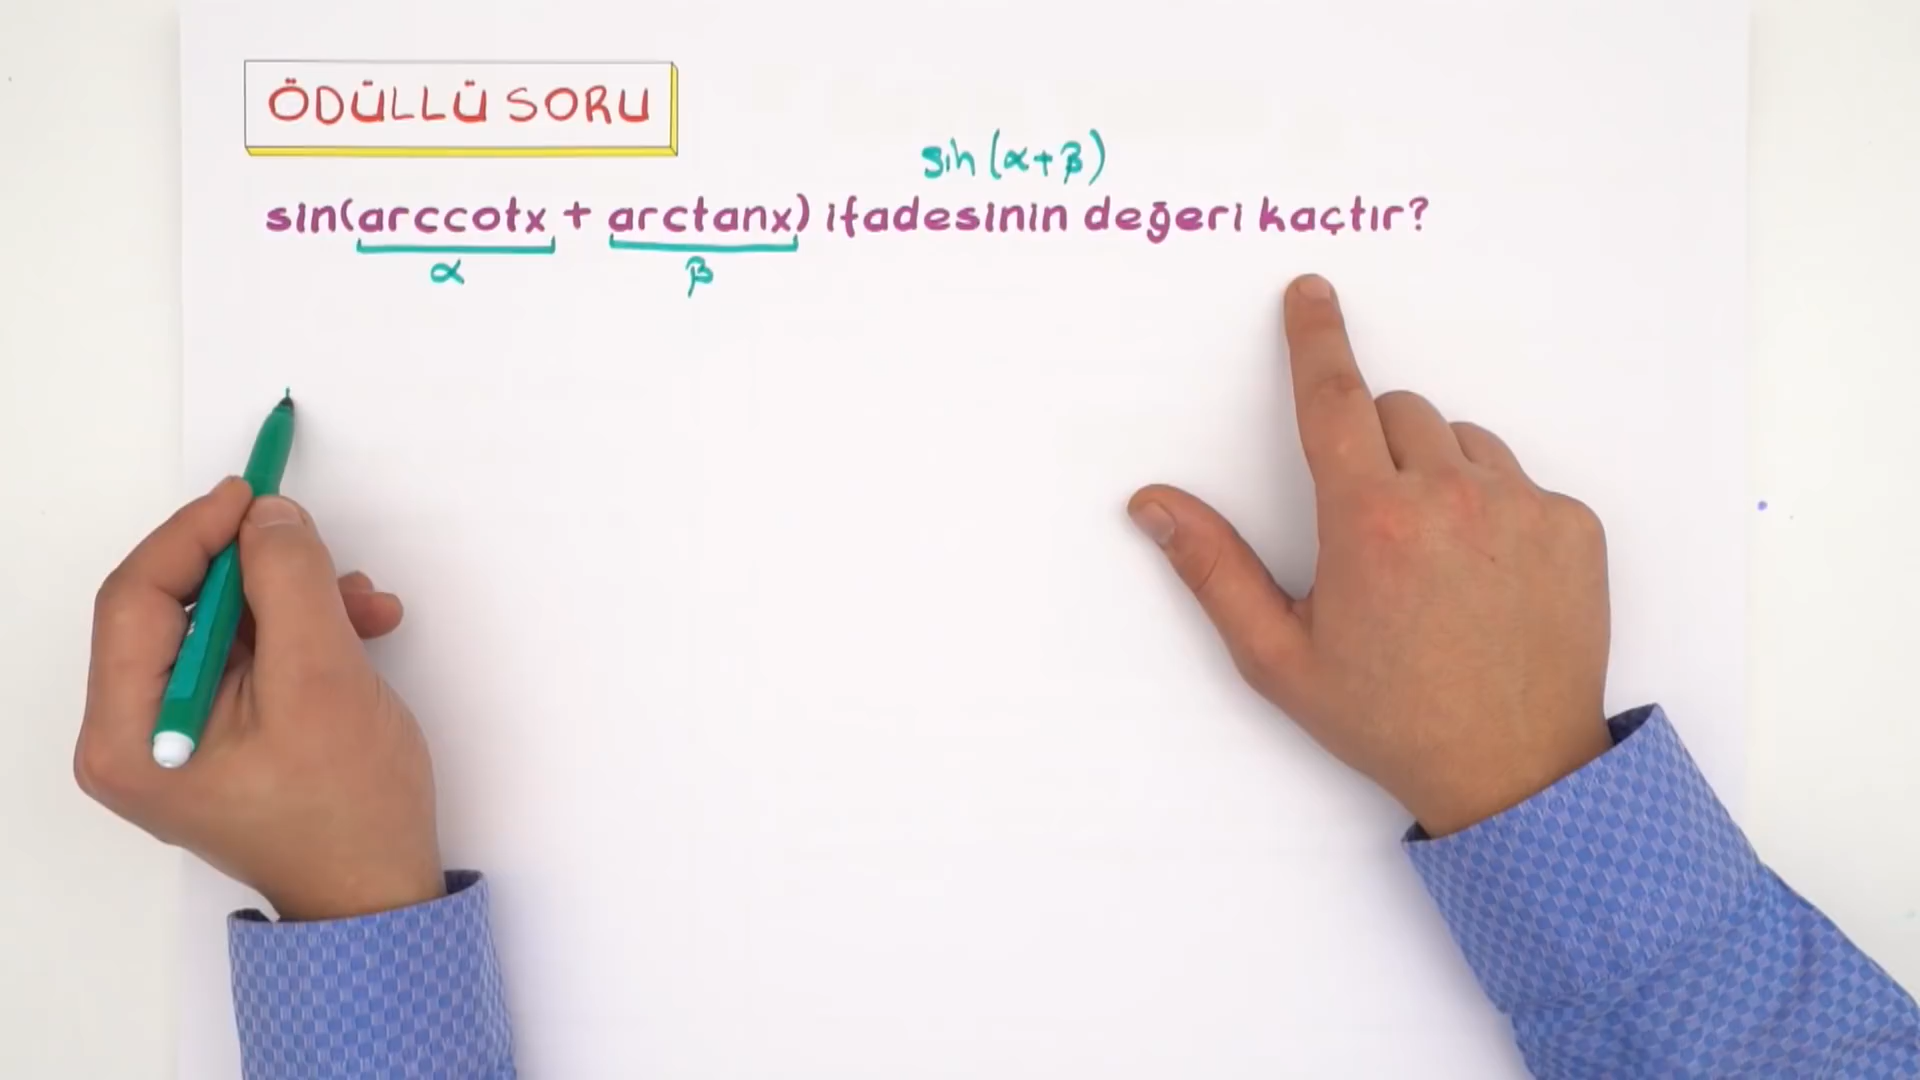 ÖDÜLLÜ SORU
sin(α+β)
sin(arccotx + arctanx) ifadesinin değeri kaçtır?
α β